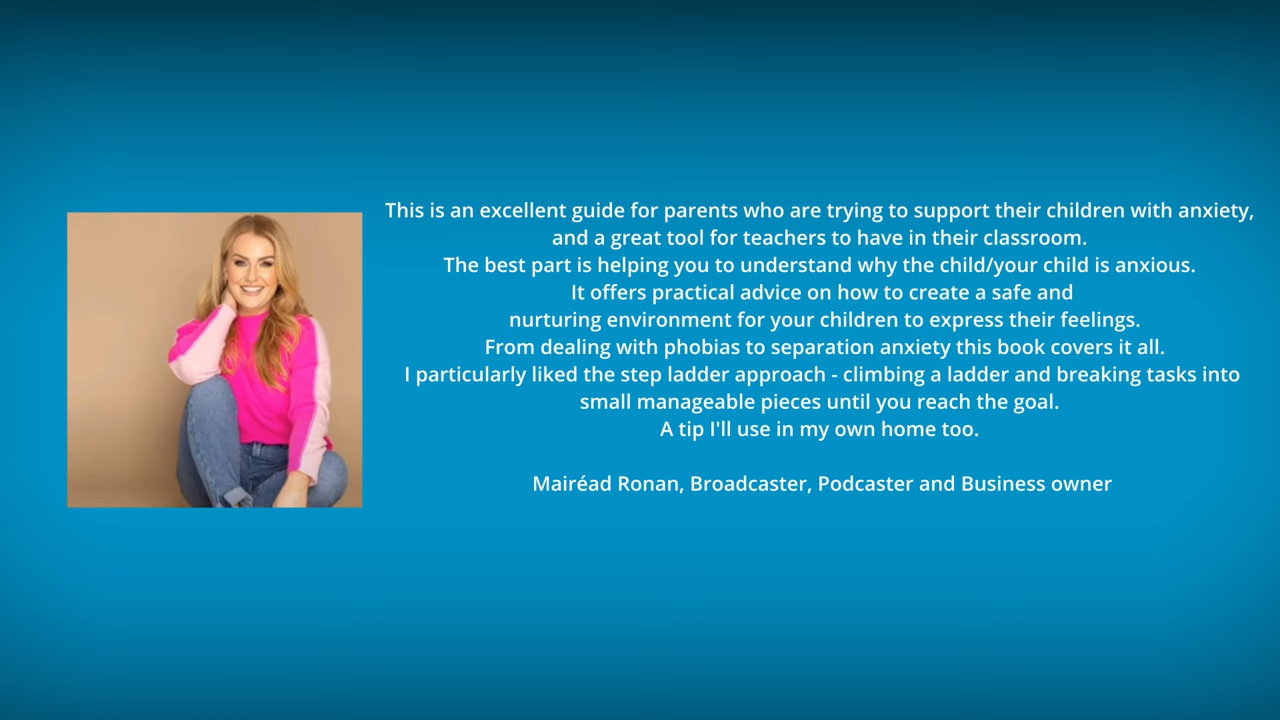 This is an excellent guide for parents who are trying to support their children with anxiety,
and a great tool for teachers to have in their classroom.
The best part is helping you to understand why the child/your child is anxious.
It offers practical advice on how to create a safe and
nurturing environment for your children to express their feelings.
From dealing with phobias to separation anxiety this book covers it all.
I particularly liked the step ladder approach - climbing a ladder and breaking tasks into
small manageable pieces until you reach the goal.
A tip I'll use in my own home too.
Mairéad Ronan, Broadcaster, Podcaster and Business owner